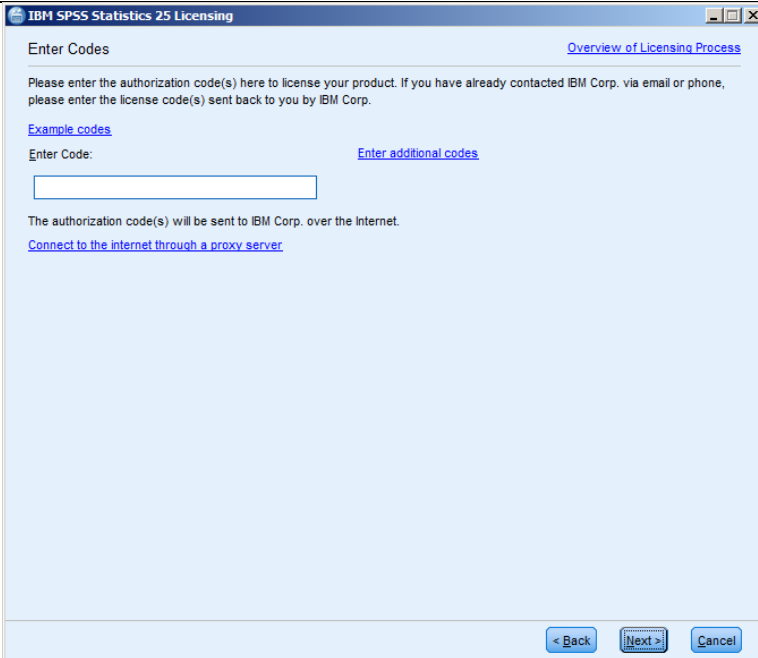 IBM SPSS Statistics 25 Licensing
Enter Codes
Overview of Licensing Process
Please enter the authorization code(s) here to license your product. If you have already contacted IBM Corp. via email or phone,
please enter the license code(s) sent back to you by IBM Corp.
Example codes
Enter Code:
Enter additional codes
The authorization code(s) will be sent to IBM Corp. over the Internet.
Connect to the internet through a proxy server
< Back
Next >
Cancel